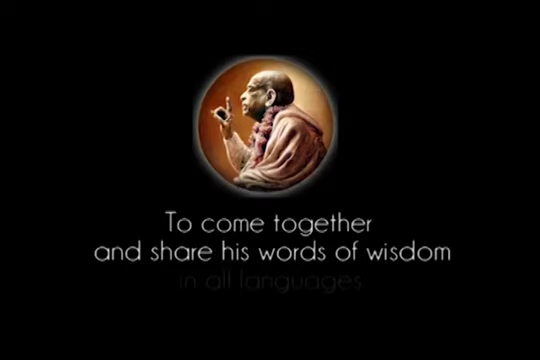 To come together
and share his words of wisdom
in all languages